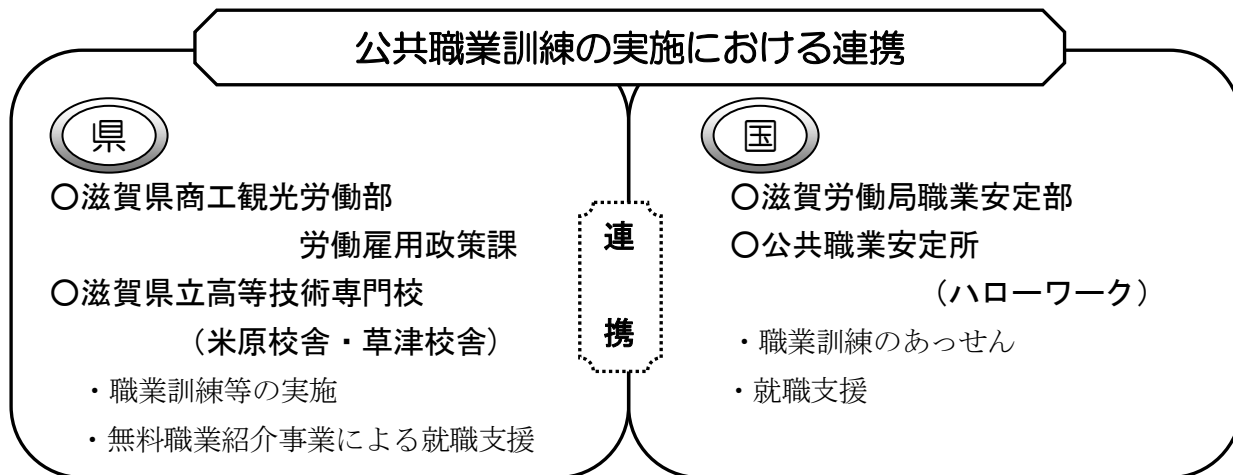 公共職業訓練の実施における連携
県
〇滋賀県商工観光労働部
労働雇用政策課
〇滋賀県立高等技術専門校
（米原校舎・草津校舎）
・職業訓練等の実施
・無料職業紹介事業による就職支援
連
携
国
〇滋賀労働局職業安定部
〇公共職業安定所
（ハローワーク）
・職業訓練のあっせん
・就職支援